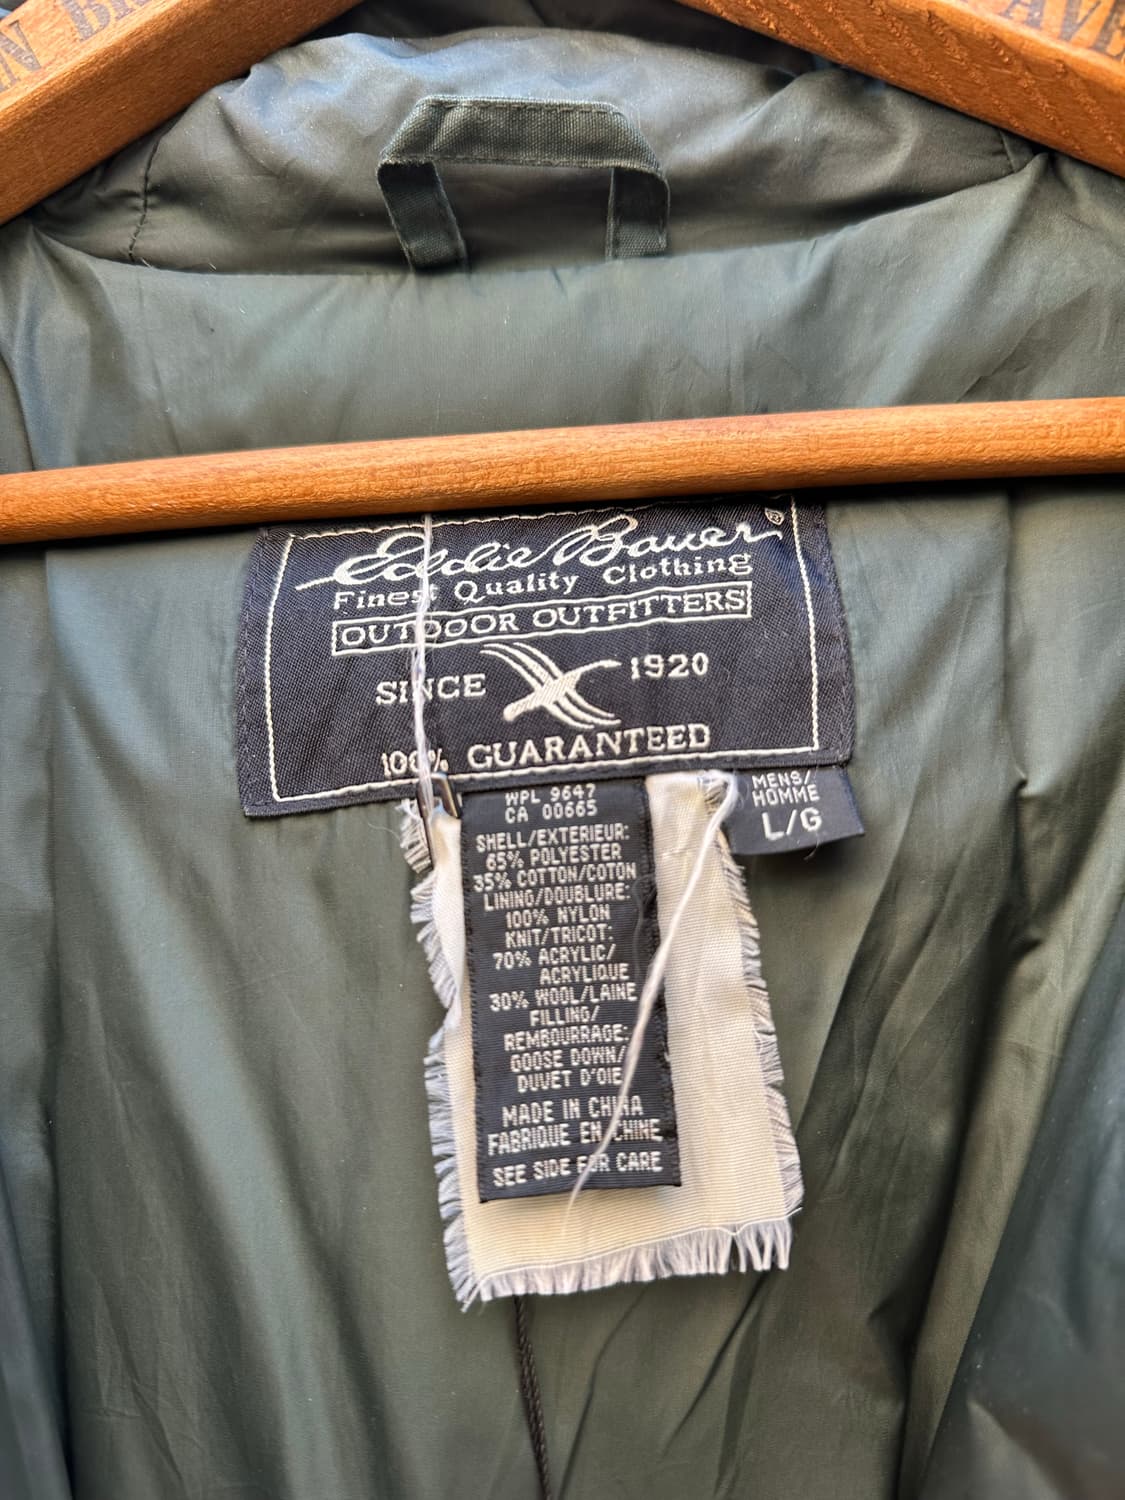 Eddie Bauer®
Finest Quality Clothing
OUTDOOR OUTFITTERS
SINCE 1920
100% GUARANTEED
MENS/
HOMME
L/G
WPL 9647
CA 00665
SHELL/EXTERIEUR:
65% POLYESTER
35% COTTON/COTON
LINING/DOUBLURE:
100% NYLON
KNIT/TRICOT:
70% ACRYLIC/
ACRYLIQUE
30% WOOL/LAINE
FILLING/
REMBOURRAGE:
GOOSE DOWN/
DUVET D'OIE
MADE IN CHINA
FABRIQUE EN CHINE
SEE SIDE FOR CARE